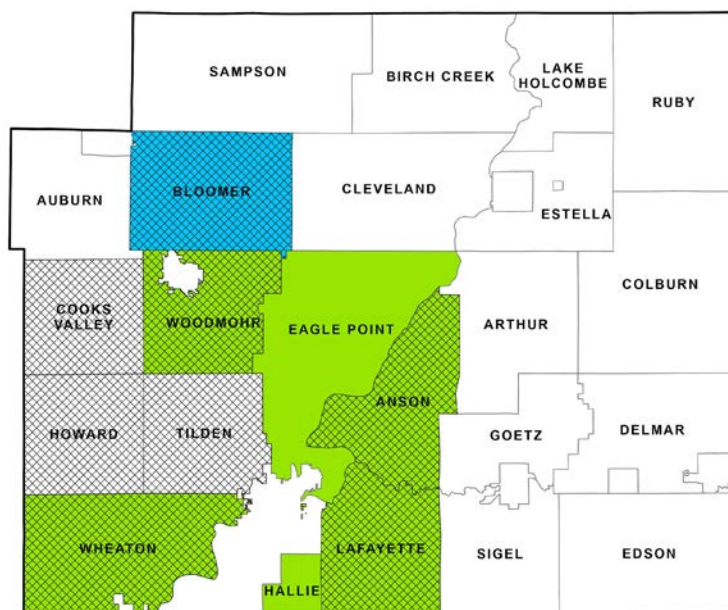 SAMPSON
BIRCH CREEK
LAKE
HOLCOMBE
RUBY
AUBURN
BLOOMER
CLEVELAND
ESTELLA
COOKS
VALLEY
WOODMOHR
EAGLE POINT
ARTHUR
COLBURN
HOWARD
TILDEN
ANSON
GOETZ
DELMAR
WHEATON
LAFAYETTE
SIGEL
EDSON
HALLIE